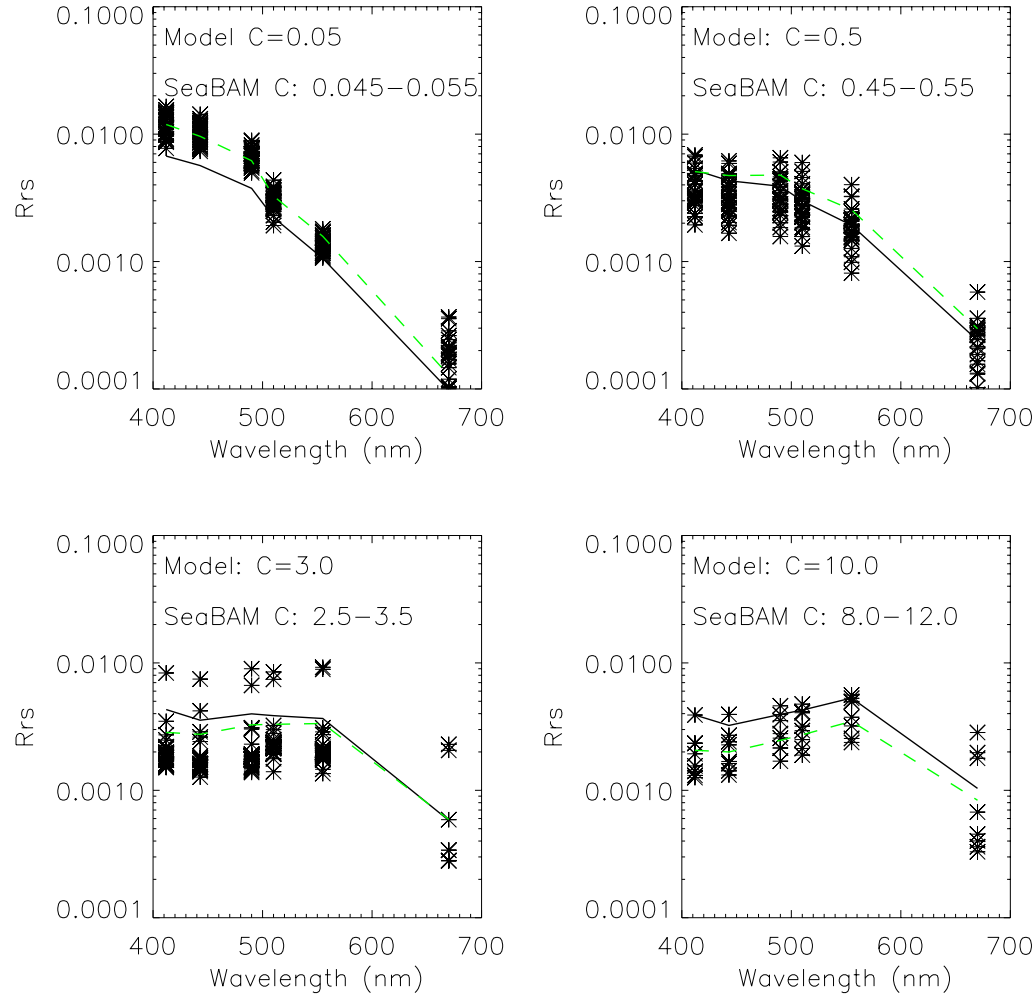 0.1000
Model C=0.05
SeaBAM C: 0.045−0.055
0.0100
Rrs
0.0010
0.0001
400 500 600 700
Wavelength (nm)
0.1000
Model: C=0.5
SeaBAM C: 0.45−0.55
0.0100
Rrs
0.0010
0.0001
400 500 600 700
Wavelength (nm)
0.1000
Model: C=3.0
SeaBAM C: 2.5−3.5
0.0100
Rrs
0.0010
0.0001
400 500 600 700
Wavelength (nm)
0.1000
Model: C=10.0
SeaBAM C: 8.0−12.0
0.0100
Rrs
0.0010
0.0001
400 500 600 700
Wavelength (nm)